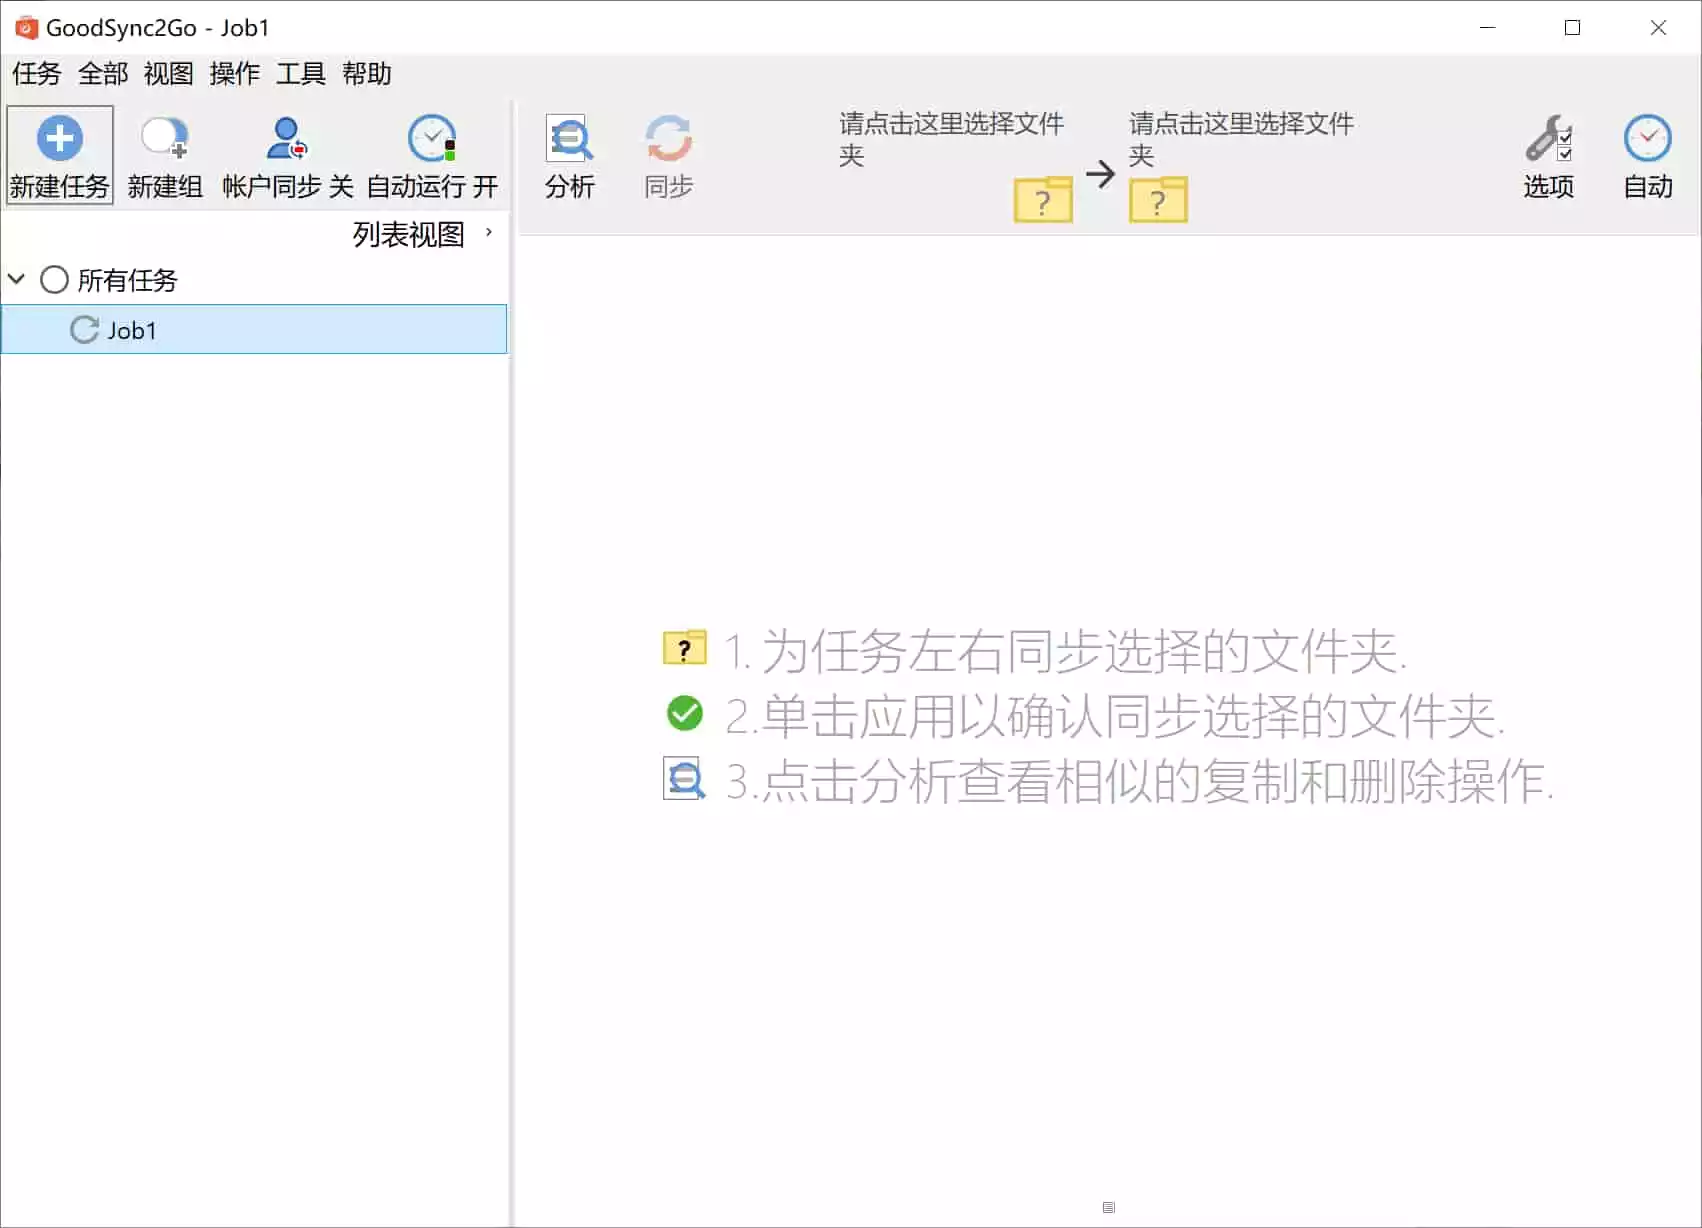 GoodSync2Go - Job1
任务 全部 视图 操作 工具 帮助
新建任务 新建组 帐户同步 关 自动运行 开
分析 同步
请点击这里选择文件
夹
?
请点击这里选择文件
夹
?
选项 自动
列表视图 ›
所有任务
Job1
? 1. 为任务左右同步选择的文件夹.
2.单击应用以确认同步选择的文件夹.
3.点击分析查看相似的复制和删除操作.